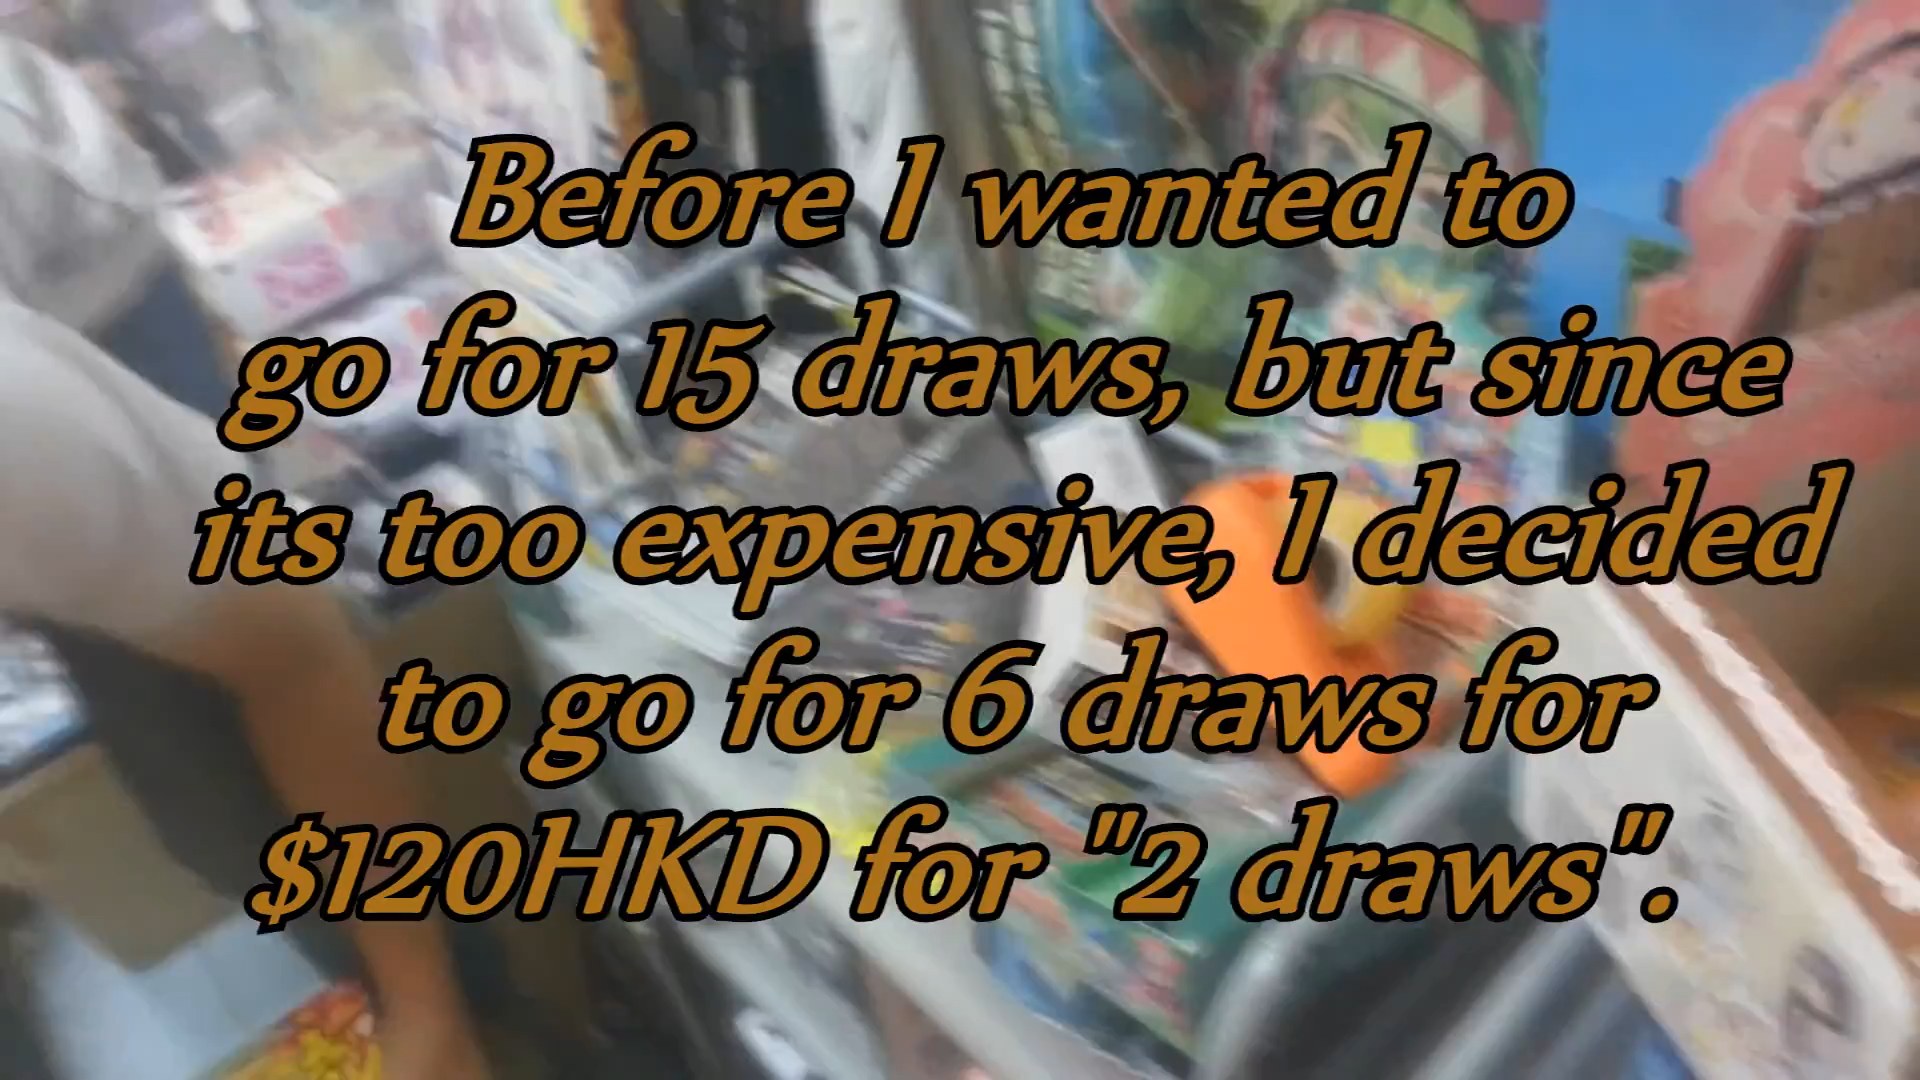 Before I wanted to
go for 15 draws, but since
its too expensive, I decided
to go for 6 draws for
$120HKD for "2 draws".